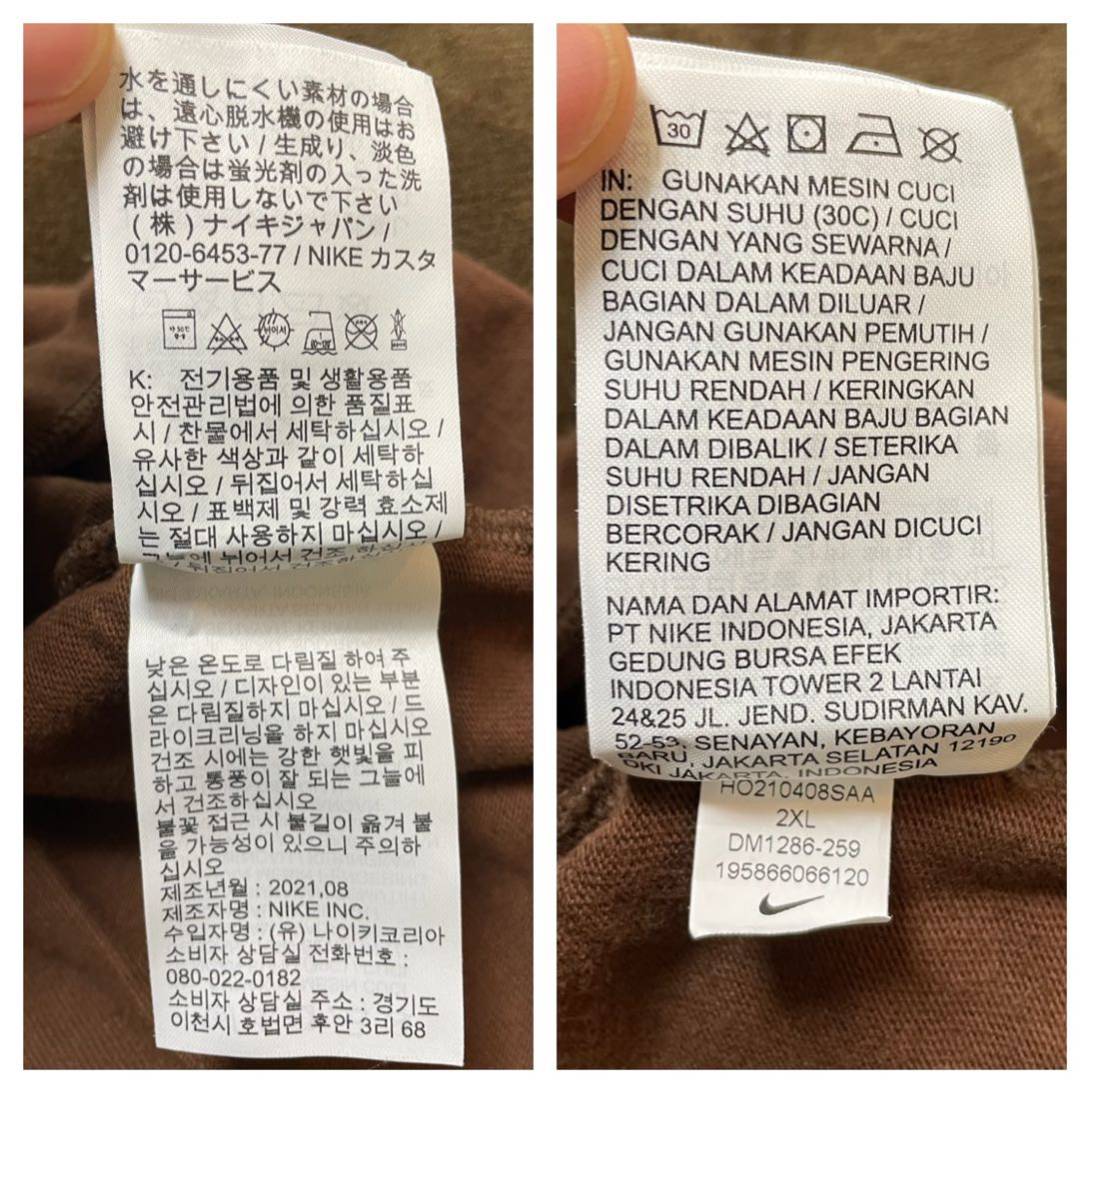 水を通しにくい素材の場合
は、遠心脱水機の使用はお
避け下さい / 生成り、淡色
の場合は蛍光剤の入った洗
剤は使用しないで下さい
(株)ナイキジャパン /
0120-6453-77 / NIKE カスタ
マーサービス
K: 전기용품 및 생활용품
안전관리법에 의한 품질표
시 / 찬물에서 세탁하십시오 /
유사한 색상과 같이 세탁하
십시오 / 뒤집어서 세탁하십
시오 / 표백제 및 강력 효소제
는 절대 사용하지 마십시오 /
그늘에 뉘어서 건조 하십시
낮은 온도로 다림질 하여 주
십시오 / 디자인이 있는 부분
은 다림질하지 마십시오 / 드
라이크리닝을 하지 마십시오
건조 시에는 강한 햇빛을 피
하고 통풍이 잘 되는 그늘에
서 건조하십시오
불꽃 접근 시 불길이 옮겨 붙
을 가능성이 있으니 주의하
십시오
제조년월 : 2021,08
제조자명 : NIKE INC.
수입자명 : (유) 나이키코리아
소비자 상담실 전화번호 :
080-022-0182
소비자 상담실 주소 : 경기도
이천시 호법면 후안 3리 68
30
IN: GUNAKAN MESIN CUCI
DENGAN SUHU (30C) / CUCI
DENGAN YANG SEWARNA /
CUCI DALAM KEADAAN BAJU
BAGIAN DALAM DILUAR /
JANGAN GUNAKAN PEMUTIH /
GUNAKAN MESIN PENGERING
SUHU RENDAH / KERINGKAN
DALAM KEADAAN BAJU BAGIAN
DALAM DIBALIK / SETERIKA
SUHU RENDAH / JANGAN
DISETRIKA DIBAGIAN
BERCORAK / JANGAN DICUCI
KERING
NAMA DAN ALAMAT IMPORTIR:
PT NIKE INDONESIA, JAKARTA
GEDUNG BURSA EFEK
INDONESIA TOWER 2 LANTAI
24&25 JL. JEND. SUDIRMAN KAV.
52-53, SENAYAN, KEBAYORAN
BARU, JAKARTA SELATAN 12190
DKI JAKARTA, INDONESIA
HO210408SAA
2XL
DM1286-259
195866066120